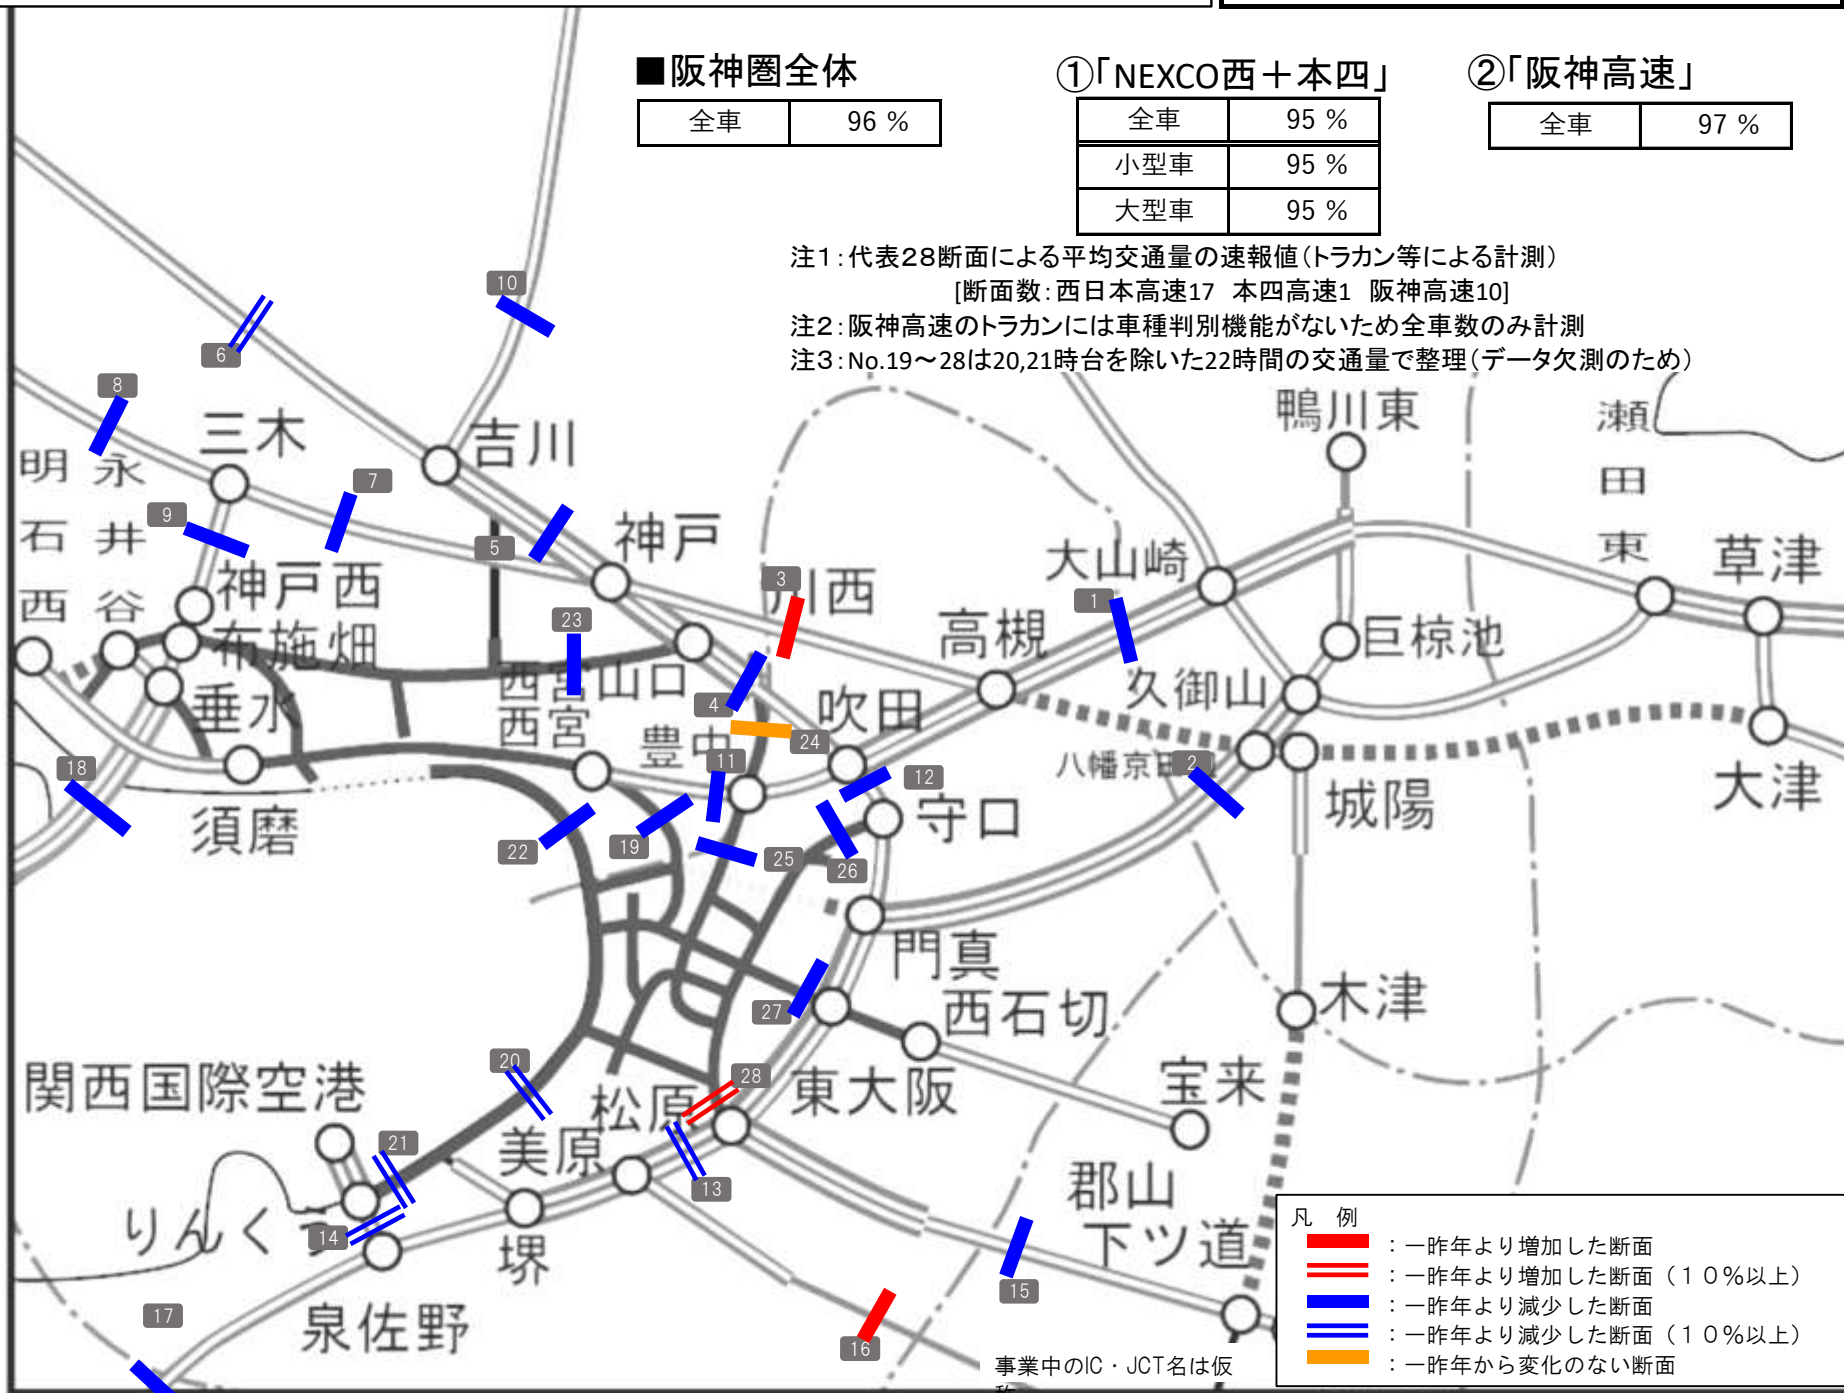 ■阪神圏全体
全車 96 %
①「NEXCO西＋本四」
全車 95 %
小型車 95 %
大型車 95 %
②「阪神高速」
全車 97 %
注１：代表２８断面による平均交通量の速報値（トラカン等による計測）
[断面数：西日本高速17 本四高速1 阪神高速10]
注２：阪神高速のトラカンには車種判別機能がないため全車数のみ計測
注３：No.19～28は20,21時台を除いた22時間の交通量で整理（データ欠測のため）
10
6
8
三木
吉川
鴨川東
瀬田東
明石西
永井谷
7
9
5
神戸
大山崎
草津
神戸西
布施畑
3
川西
1
高槻
巨椋池
23
西宮山口
久御山
垂水
西宮
4
吹田
豊中
24
八幡京田
2
18
11
12
大津
須磨
守口
城陽
22
19
25
26
門真
27
西石切
木津
20
28
関西国際空港
松原
東大阪
宝来
21
美原
13
郡山下ツ道
りんくう
14
堺
15
17
泉佐野
16
事業中のIC・JCT名は仮
称
凡 例
：一昨年より増加した断面
：一昨年より増加した断面（１０％以上）
：一昨年より減少した断面
：一昨年より減少した断面（１０％以上）
：一昨年から変化のない断面